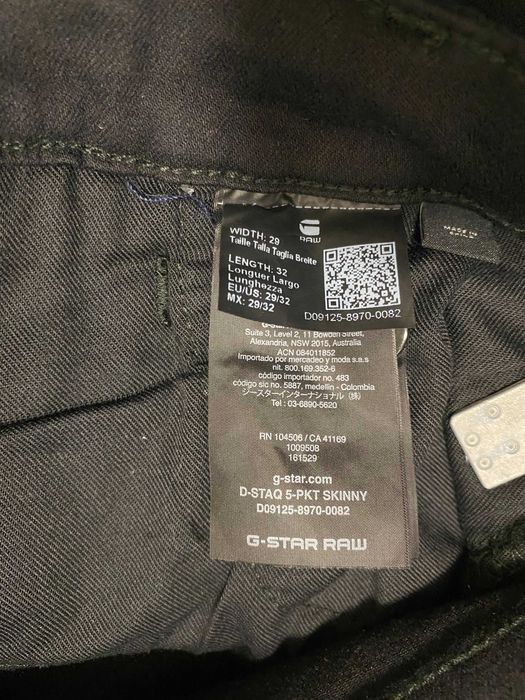 RAW
WIDTH: 29
Taille Talla Taglia Breite
LENGTH: 32
Longuer Largo
Lunghezza
EU/US: 29/32
MX: 29/32
D09125-8970-0082
MADE IN
Suite 3, Level 2, 11 Bowden Street,
Alexandria, NSW 2015, Australia
ACN 084011852
Importado por mercadeo y moda s.a.s
nit. 800.169.352-6
código importador no. 483
código sic no. 5887, medellin - Colombia
ジースターインターナショナル (株)
Tel : 03-6890-5620
RN 104506 / CA 41169
1009508
161529
g-star.com
D-STAQ 5-PKT SKINNY
D09125-8970-0082
G-STAR RAW